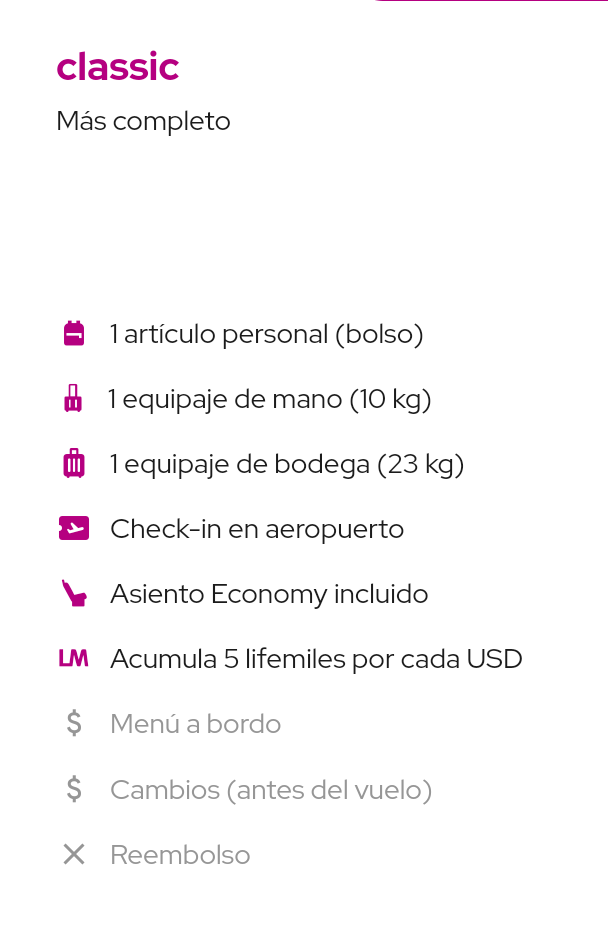 classic
Más completo
1 artículo personal (bolso)
1 equipaje de mano (10 kg)
1 equipaje de bodega (23 kg)
Check-in en aeropuerto
Asiento Economy incluido
LM Acumula 5 lifemiles por cada USD
$ Menú a bordo
$ Cambios (antes del vuelo)
Reembolso